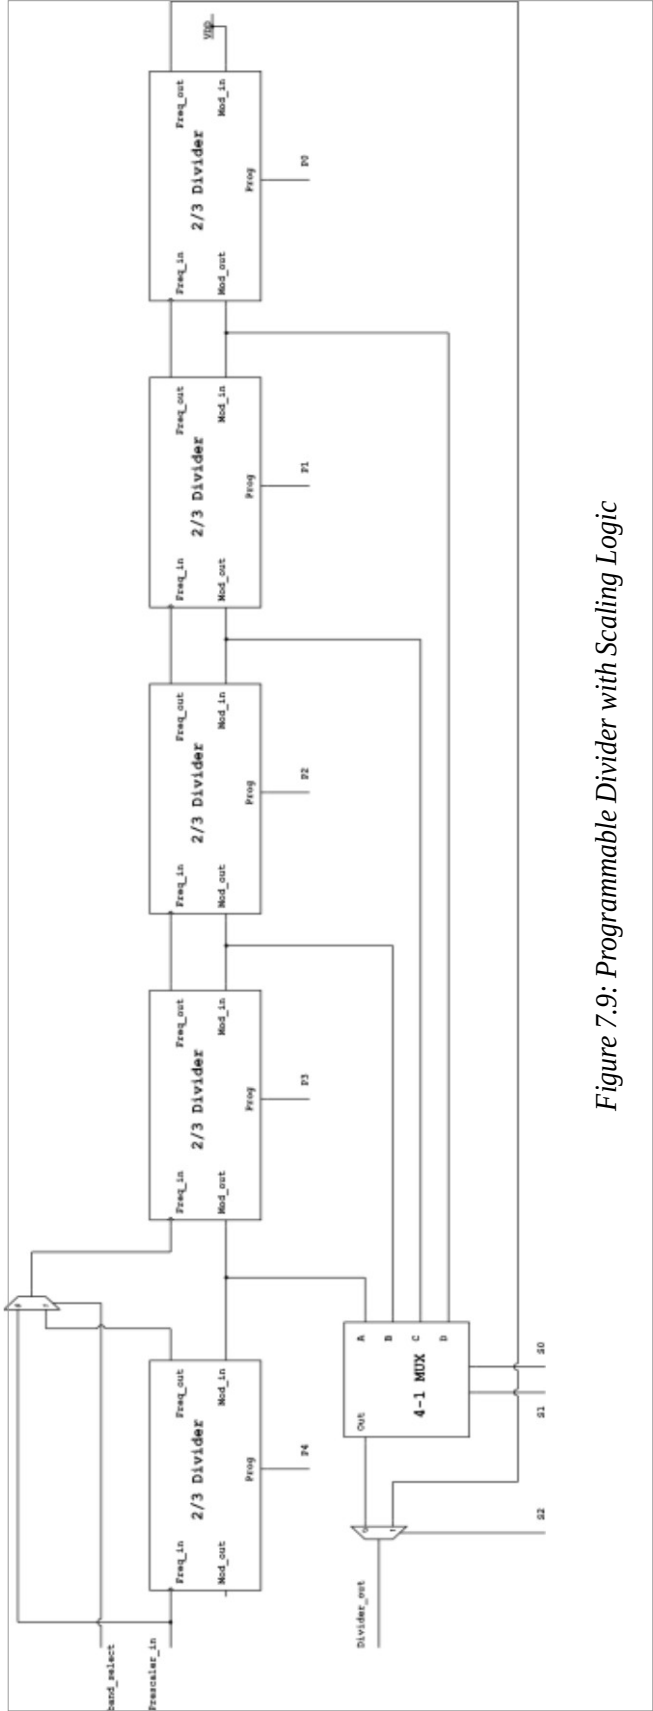 band_select
Prescaler_in
Freq_in
Freq_out
2/3 Divider
Mod_out
Mod_in
Prog
P4
Freq_in
Freq_out
2/3 Divider
Mod_out
Mod_in
Prog
P3
Freq_in
Freq_out
2/3 Divider
Mod_out
Mod_in
Prog
P2
Freq_in
Freq_out
2/3 Divider
Mod_out
Mod_in
Prog
P1
Freq_in
Freq_out
2/3 Divider
Mod_out
Mod_in
Prog
P0
VDD
Divider_out
Out
4-1 MUX
A
B
C
D
S2
S1
S0
Figure 7.9: Programmable Divider with Scaling Logic